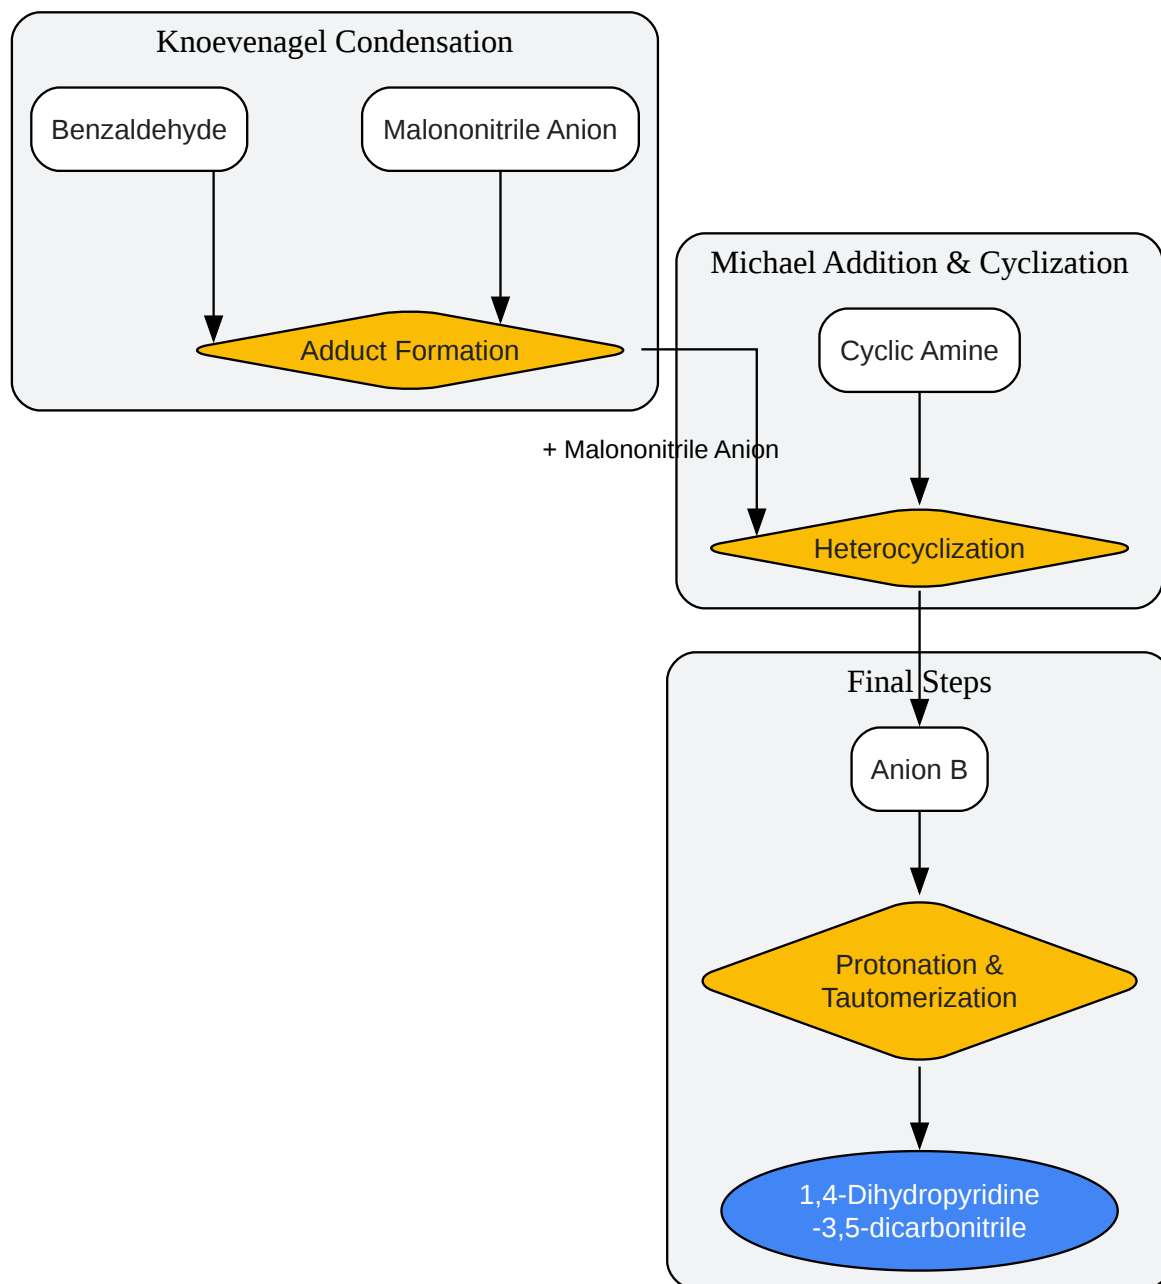 Knoevenagel Condensation
Benzaldehyde
Malononitrile Anion
Adduct Formation
+ Malononitrile Anion
Michael Addition & Cyclization
Cyclic Amine
Heterocyclization
Final Steps
Anion B
Protonation &
Tautomerization
1,4-Dihydropyridine
-3,5-dicarbonitrile